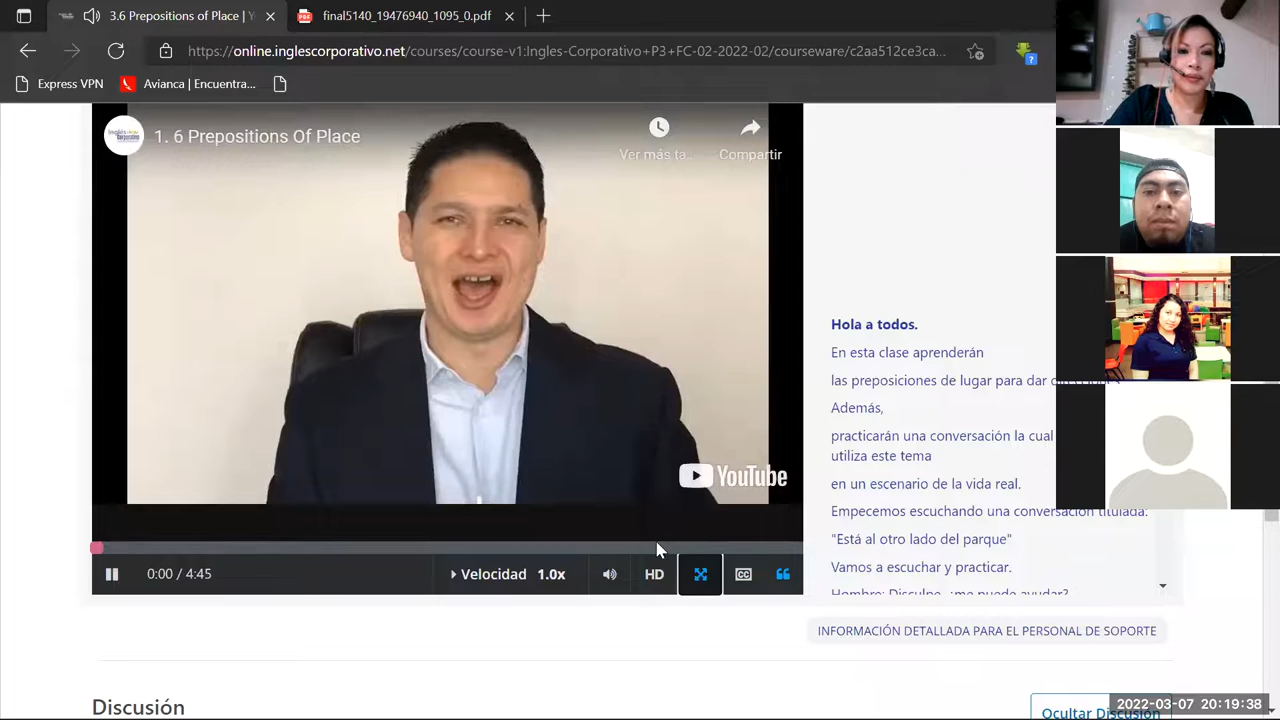 3.6 Prepositions of Place | Y
final5140_19476940_1095_0.pdf
https://online.inglescorporativo.net/courses/course-v1:Ingles-Corporativo+P3+FC-02-2022-02/courseware/c2aa512ce3ca...
Express VPN
Avianca | Encuentra...
1. 6 Prepositions Of Place
Ver más ta...
Compartir
YouTube
0:00 / 4:45
Velocidad 1.0x
HD
Hola a todos.
En esta clase aprenderán
las preposiciones de lugar para dar
Además,
practicarán una conversación la cual
utiliza este tema
en un escenario de la vida real.
Empecemos escuchando una conversación titulada:
"Está al otro lado del parque"
Vamos a escuchar y practicar.
Hombre: Disculpe, ¿me puede ayudar?
INFORMACIÓN DETALLADA PARA EL PERSONAL DE SOPORTE
Discusión
Ocultar Discusión
2022-03-07 20:19:38